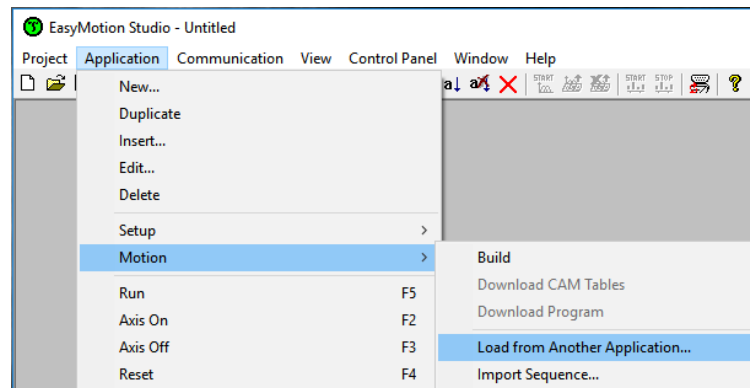 EasyMotion Studio - Untitled
Project Application Communication View Control Panel Window Help
New...
Duplicate
Insert...
Edit...
Delete
Setup
Motion
Build
Download CAM Tables
Run F5
Download Program
Axis On F2
Axis Off F3
Load from Another Application...
Reset F4
Import Sequence...